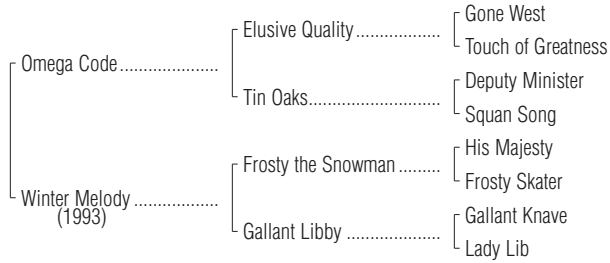 Gone West
Elusive Quality
Touch of Greatness
Omega Code
Deputy Minister
Tin Oaks
Squan Song
His Majesty
Frosty the Snowman
Frosty Skater
Winter Melody
(1993)
Gallant Knave
Gallant Libby
Lady Lib